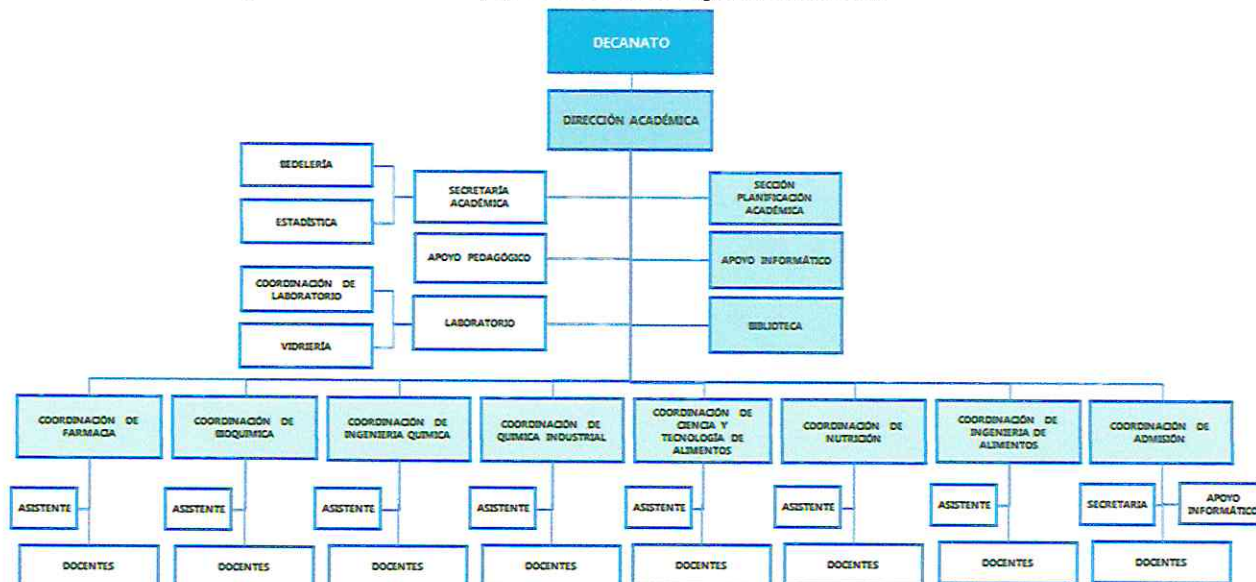 DECANATO
DIRECCIÓN ACADÉMICA
BEDELERÍA
ESTADÍSTICA
SECRETARÍA
ACADÉMICA
SECCIÓN
PLANIFICACIÓN
ACADÉMICA
APOYO PEDAGÓGICO
APOYO INFORMÁTICO
COORDINACIÓN DE
LABORATORIO
VIDRIERÍA
LABORATORIO
BIBLIOTECA
COORDINACIÓN DE
FARMACIA
COORDINACIÓN DE
BIOQUIMICA
COORDINACIÓN DE
INGENIERIA QUIMICA
COORDINACIÓN DE
QUIMICA INDUSTRIAL
COORDINACIÓN DE
CIENCIA Y
TECNOLOGÍA DE
ALIMENTOS
COORDINACIÓN DE
NUTRICIÓN
COORDINACIÓN DE
INGENIERIA DE
ALIMENTOS
COORDINACIÓN DE
ADMISIÓN
ASISTENTE
ASISTENTE
ASISTENTE
ASISTENTE
ASISTENTE
ASISTENTE
ASISTENTE
SECRETARIA
APOYO
INFORMÁTICO
DOCENTES
DOCENTES
DOCENTES
DOCENTES
DOCENTES
DOCENTES
DOCENTES
DOCENTES